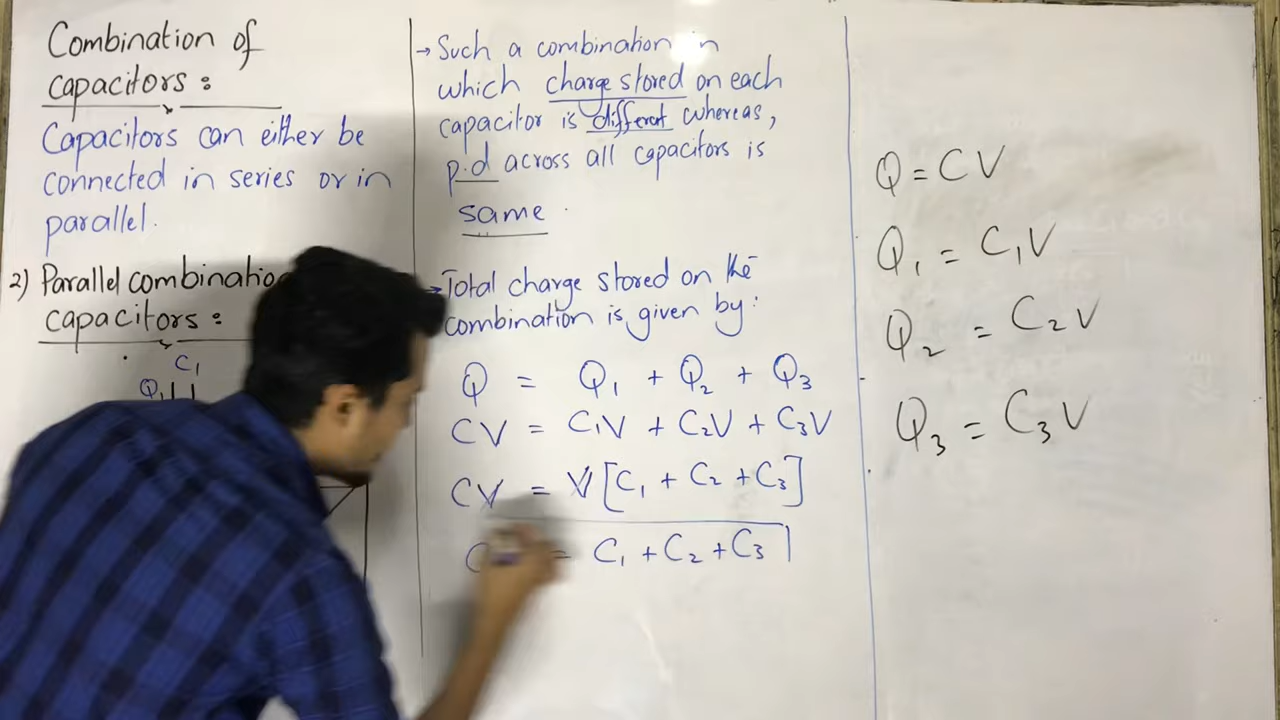 Combination of
capacitors :
Capacitors can either be
connected in series or in
parallel.
2) Parallel combinatio
capacitors :
C₁
Q₁
→ Such a combination in
which charge stored on each
capacitor is different whereas,
p.d across all capacitors is
same.
→ Total charge stored on the
combination is given by:
Q = Q₁ + Q₂ + Q₃
CV = C₁V + C₂V + C₃V
CV = V[C₁ + C₂ + C₃]
C = C₁ + C₂ + C₃
Q = CV
Q₁ = C₁V
Q₂ = C₂V
Q₃ = C₃V